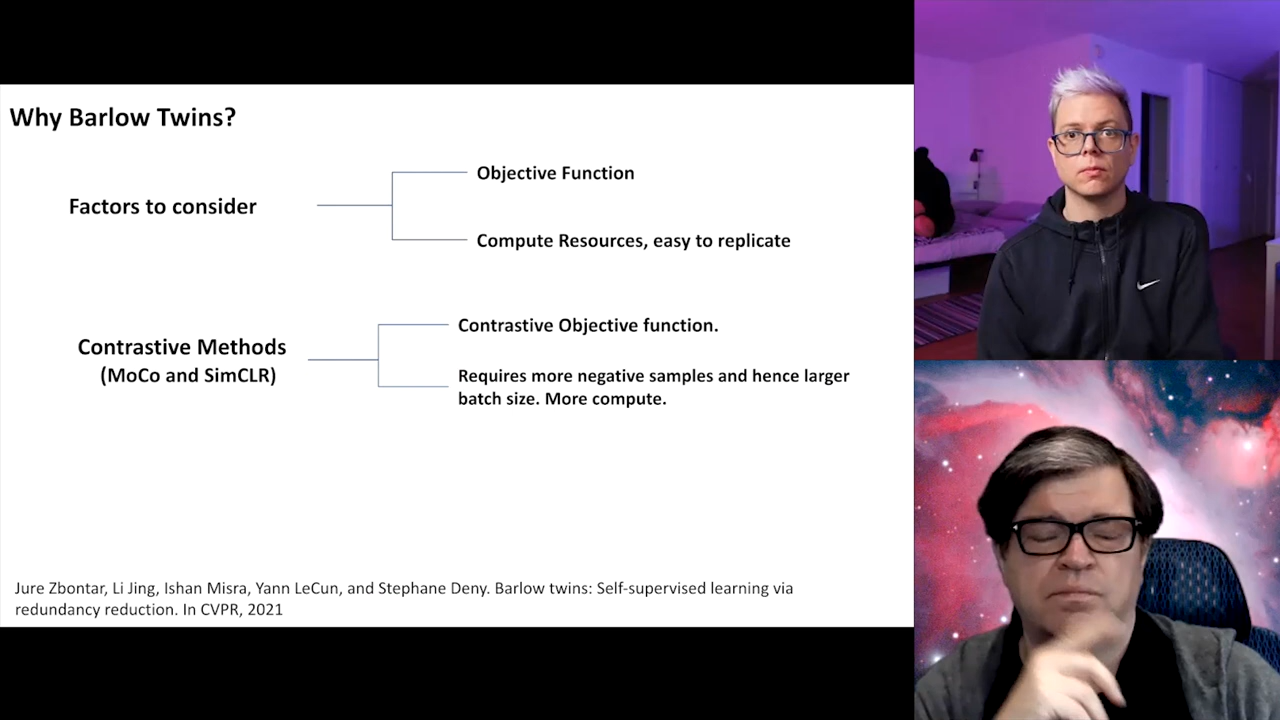 Why Barlow Twins?
Factors to consider
Objective Function
Compute Resources, easy to replicate
Contrastive Methods
(MoCo and SimCLR)
Contrastive Objective function.
Requires more negative samples and hence larger
batch size. More compute.
Jure Zbontar, Li Jing, Ishan Misra, Yann LeCun, and Stephane Deny. Barlow twins: Self-supervised learning via
redundancy reduction. In CVPR, 2021